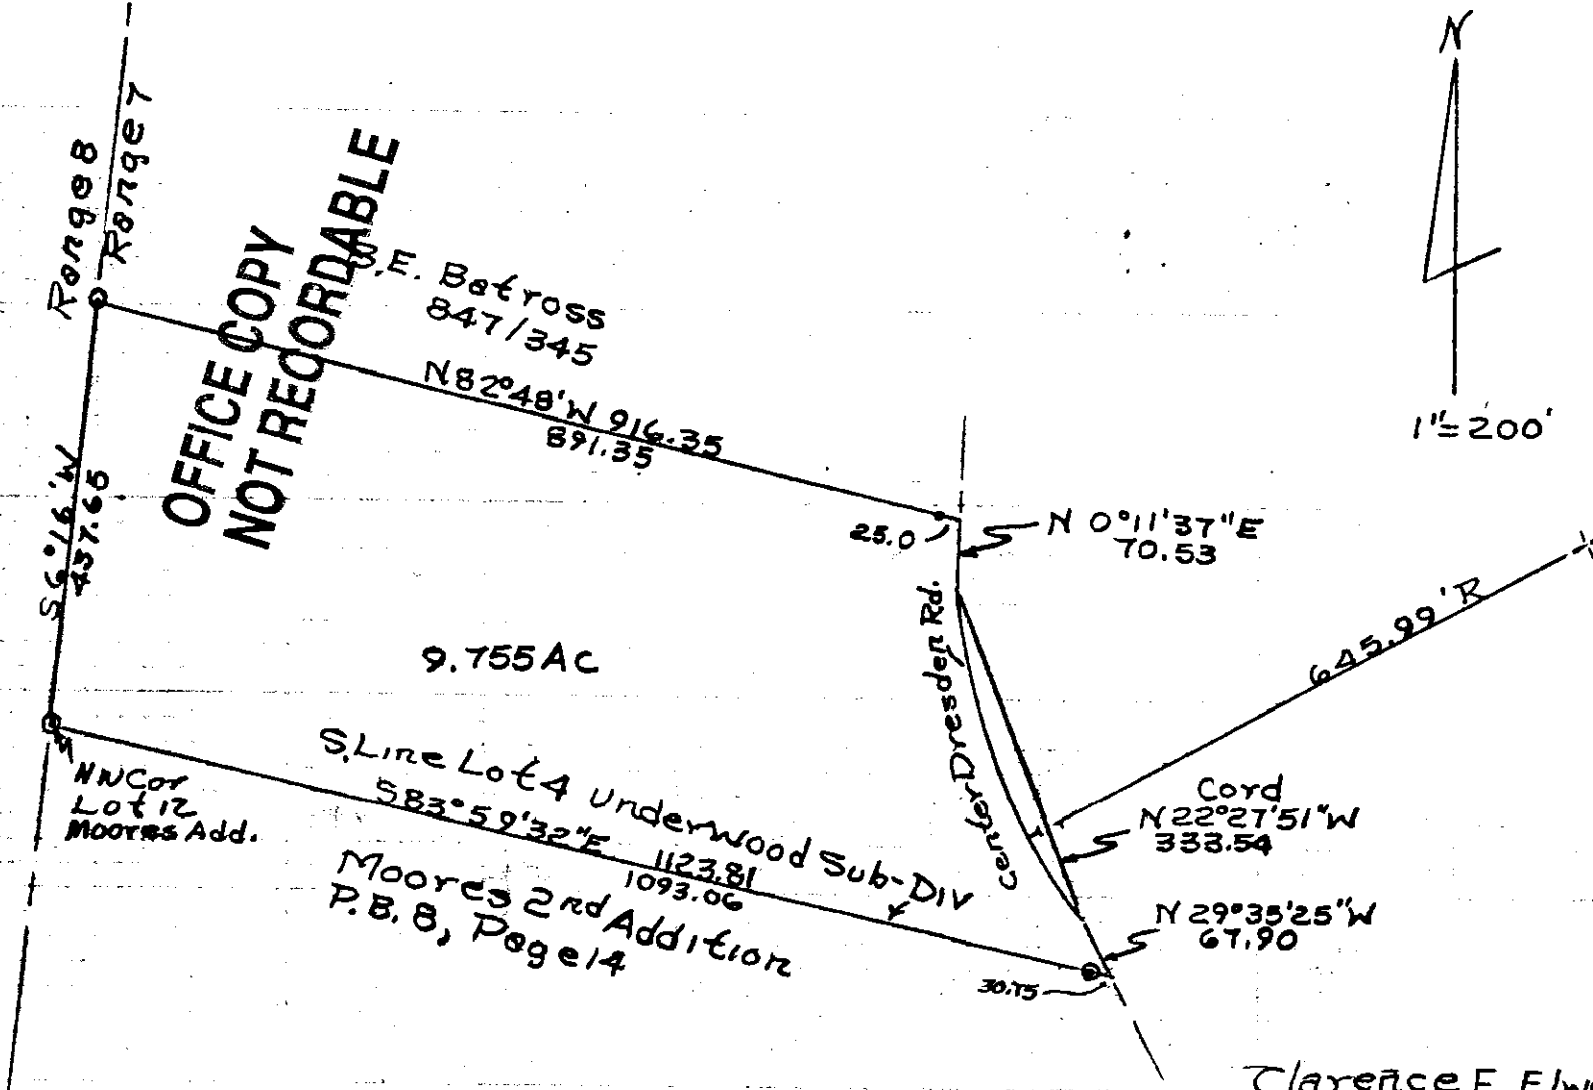 N
1"=200'
Range 8
Range 7
OFFICE COPY
NOT RECORDABLE
E. Batross
847/345
N82°48'W 916.35
891.35
25.0
N 0°11'37"E
70.53
645.99'R
S6°16'W
437.65
9.755AC
Center Dresden Rd.
Cord
N22°27'51"W
333.54
N29°35'25"W
67.90
30.75
NW Cor
Lot 12
Moores Add.
S.Line Lot 4 Underwood Sub-Div
S83°59'32"E 1123.81
1093.06
Moores 2nd Addition
P.B. 8, Page 14
Clarence E.